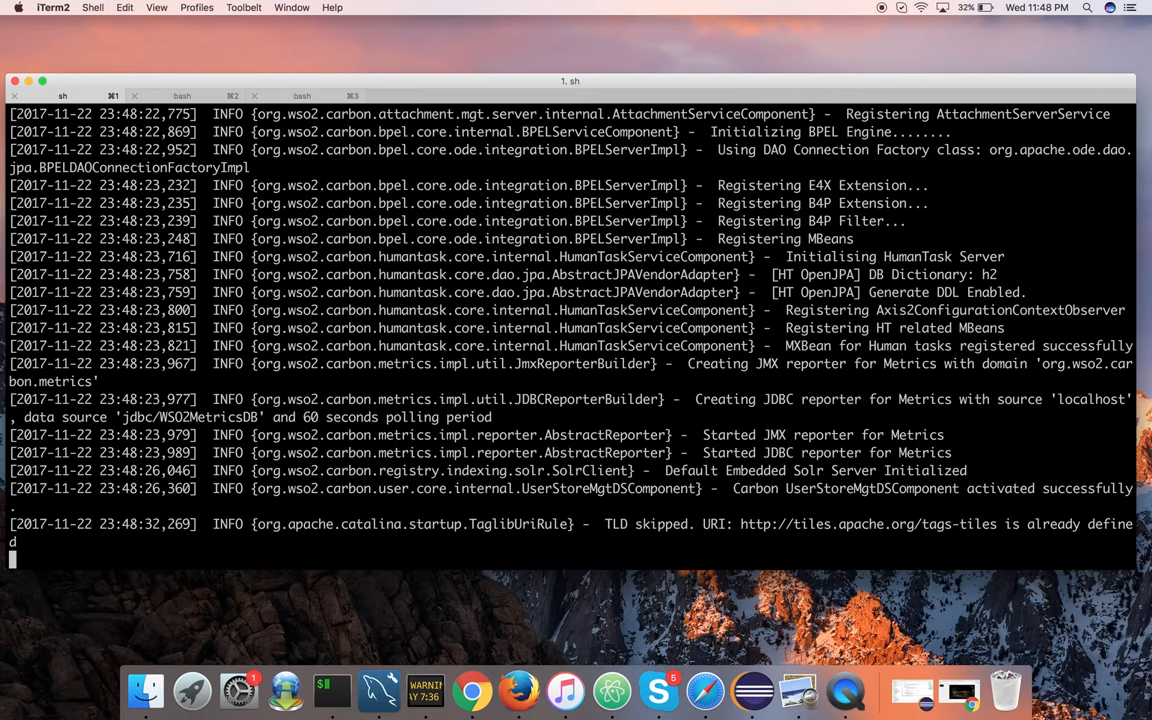 iTerm2 Shell Edit View Profiles Toolbelt Window Help 32% Wed 11:48 PM
1. sh
sh ⌘1 bash ⌘2 bash ⌘3
[2017-11-22 23:48:22,775] INFO {org.wso2.carbon.attachment.mgt.server.internal.AttachmentServiceComponent} - Registering AttachmentServerService
[2017-11-22 23:48:22,869] INFO {org.wso2.carbon.bpel.core.internal.BPELServiceComponent} - Initializing BPEL Engine........
[2017-11-22 23:48:22,952] INFO {org.wso2.carbon.bpel.core.ode.integration.BPELServerImpl} - Using DAO Connection Factory class: org.apache.ode.dao.
jpa.BPELDAOConnectionFactoryImpl
[2017-11-22 23:48:23,232] INFO {org.wso2.carbon.bpel.core.ode.integration.BPELServerImpl} - Registering E4X Extension...
[2017-11-22 23:48:23,235] INFO {org.wso2.carbon.bpel.core.ode.integration.BPELServerImpl} - Registering B4P Extension...
[2017-11-22 23:48:23,239] INFO {org.wso2.carbon.bpel.core.ode.integration.BPELServerImpl} - Registering B4P Filter...
[2017-11-22 23:48:23,248] INFO {org.wso2.carbon.bpel.core.ode.integration.BPELServerImpl} - Registering MBeans
[2017-11-22 23:48:23,716] INFO {org.wso2.carbon.humantask.core.internal.HumanTaskServiceComponent} - Initialising HumanTask Server
[2017-11-22 23:48:23,758] INFO {org.wso2.carbon.humantask.core.dao.jpa.AbstractJPAVendorAdapter} - [HT OpenJPA] DB Dictionary: h2
[2017-11-22 23:48:23,759] INFO {org.wso2.carbon.humantask.core.dao.jpa.AbstractJPAVendorAdapter} - [HT OpenJPA] Generate DDL Enabled.
[2017-11-22 23:48:23,800] INFO {org.wso2.carbon.humantask.core.internal.HumanTaskServiceComponent} - Registering Axis2ConfigurationContextObserver
[2017-11-22 23:48:23,815] INFO {org.wso2.carbon.humantask.core.internal.HumanTaskServiceComponent} - Registering HT related MBeans
[2017-11-22 23:48:23,821] INFO {org.wso2.carbon.humantask.core.internal.HumanTaskServiceComponent} - MXBean for Human tasks registered successfully
[2017-11-22 23:48:23,967] INFO {org.wso2.carbon.metrics.impl.util.JmxReporterBuilder} - Creating JMX reporter for Metrics with domain 'org.wso2.car
bon.metrics'
[2017-11-22 23:48:23,977] INFO {org.wso2.carbon.metrics.impl.util.JDBCReporterBuilder} - Creating JDBC reporter for Metrics with source 'localhost'
, data source 'jdbc/WSO2MetricsDB' and 60 seconds polling period
[2017-11-22 23:48:23,979] INFO {org.wso2.carbon.metrics.impl.reporter.AbstractReporter} - Started JMX reporter for Metrics
[2017-11-22 23:48:23,989] INFO {org.wso2.carbon.metrics.impl.reporter.AbstractReporter} - Started JDBC reporter for Metrics
[2017-11-22 23:48:26,046] INFO {org.wso2.carbon.registry.indexing.solr.SolrClient} - Default Embedded Solr Server Initialized
[2017-11-22 23:48:26,360] INFO {org.wso2.carbon.user.core.internal.UserStoreMgtDSComponent} - Carbon UserStoreMgtDSComponent activated successfully
.
[2017-11-22 23:48:32,269] INFO {org.apache.catalina.startup.TaglibUriRule} - TLD skipped. URI: http://tiles.apache.org/tags-tiles is already define
d
1 $ WARNIN AY 7:36 5